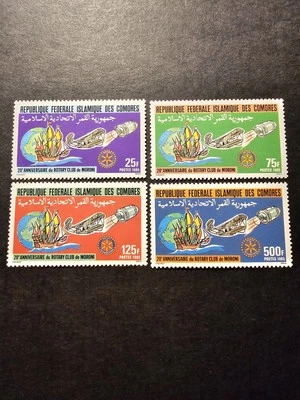 REPUBLIQUE FEDERALE ISLAMIQUE DES COMORES
جمهورية القمر الاتحادية الإسلامية
25F
20e ANNIVERSAIRE du ROTARY CLUB de MORONI
POSTES 1985
REPUBLIQUE FEDERALE ISLAMIQUE DES COMORES
جمهورية القمر الاتحادية الإسلامية
75F
20e ANNIVERSAIRE du ROTARY CLUB de MORONI
POSTES 1985
REPUBLIQUE FEDERALE ISLAMIQUE DES COMORES
جمهورية القمر الاتحادية الإسلامية
125F
20e ANNIVERSAIRE du ROTARY CLUB de MORONI
POSTES 1985
REPUBLIQUE FEDERALE ISLAMIQUE DES COMORES
جمهورية القمر الاتحادية الإسلامية
500F
20e ANNIVERSAIRE du ROTARY CLUB de MORONI
POSTES 1985